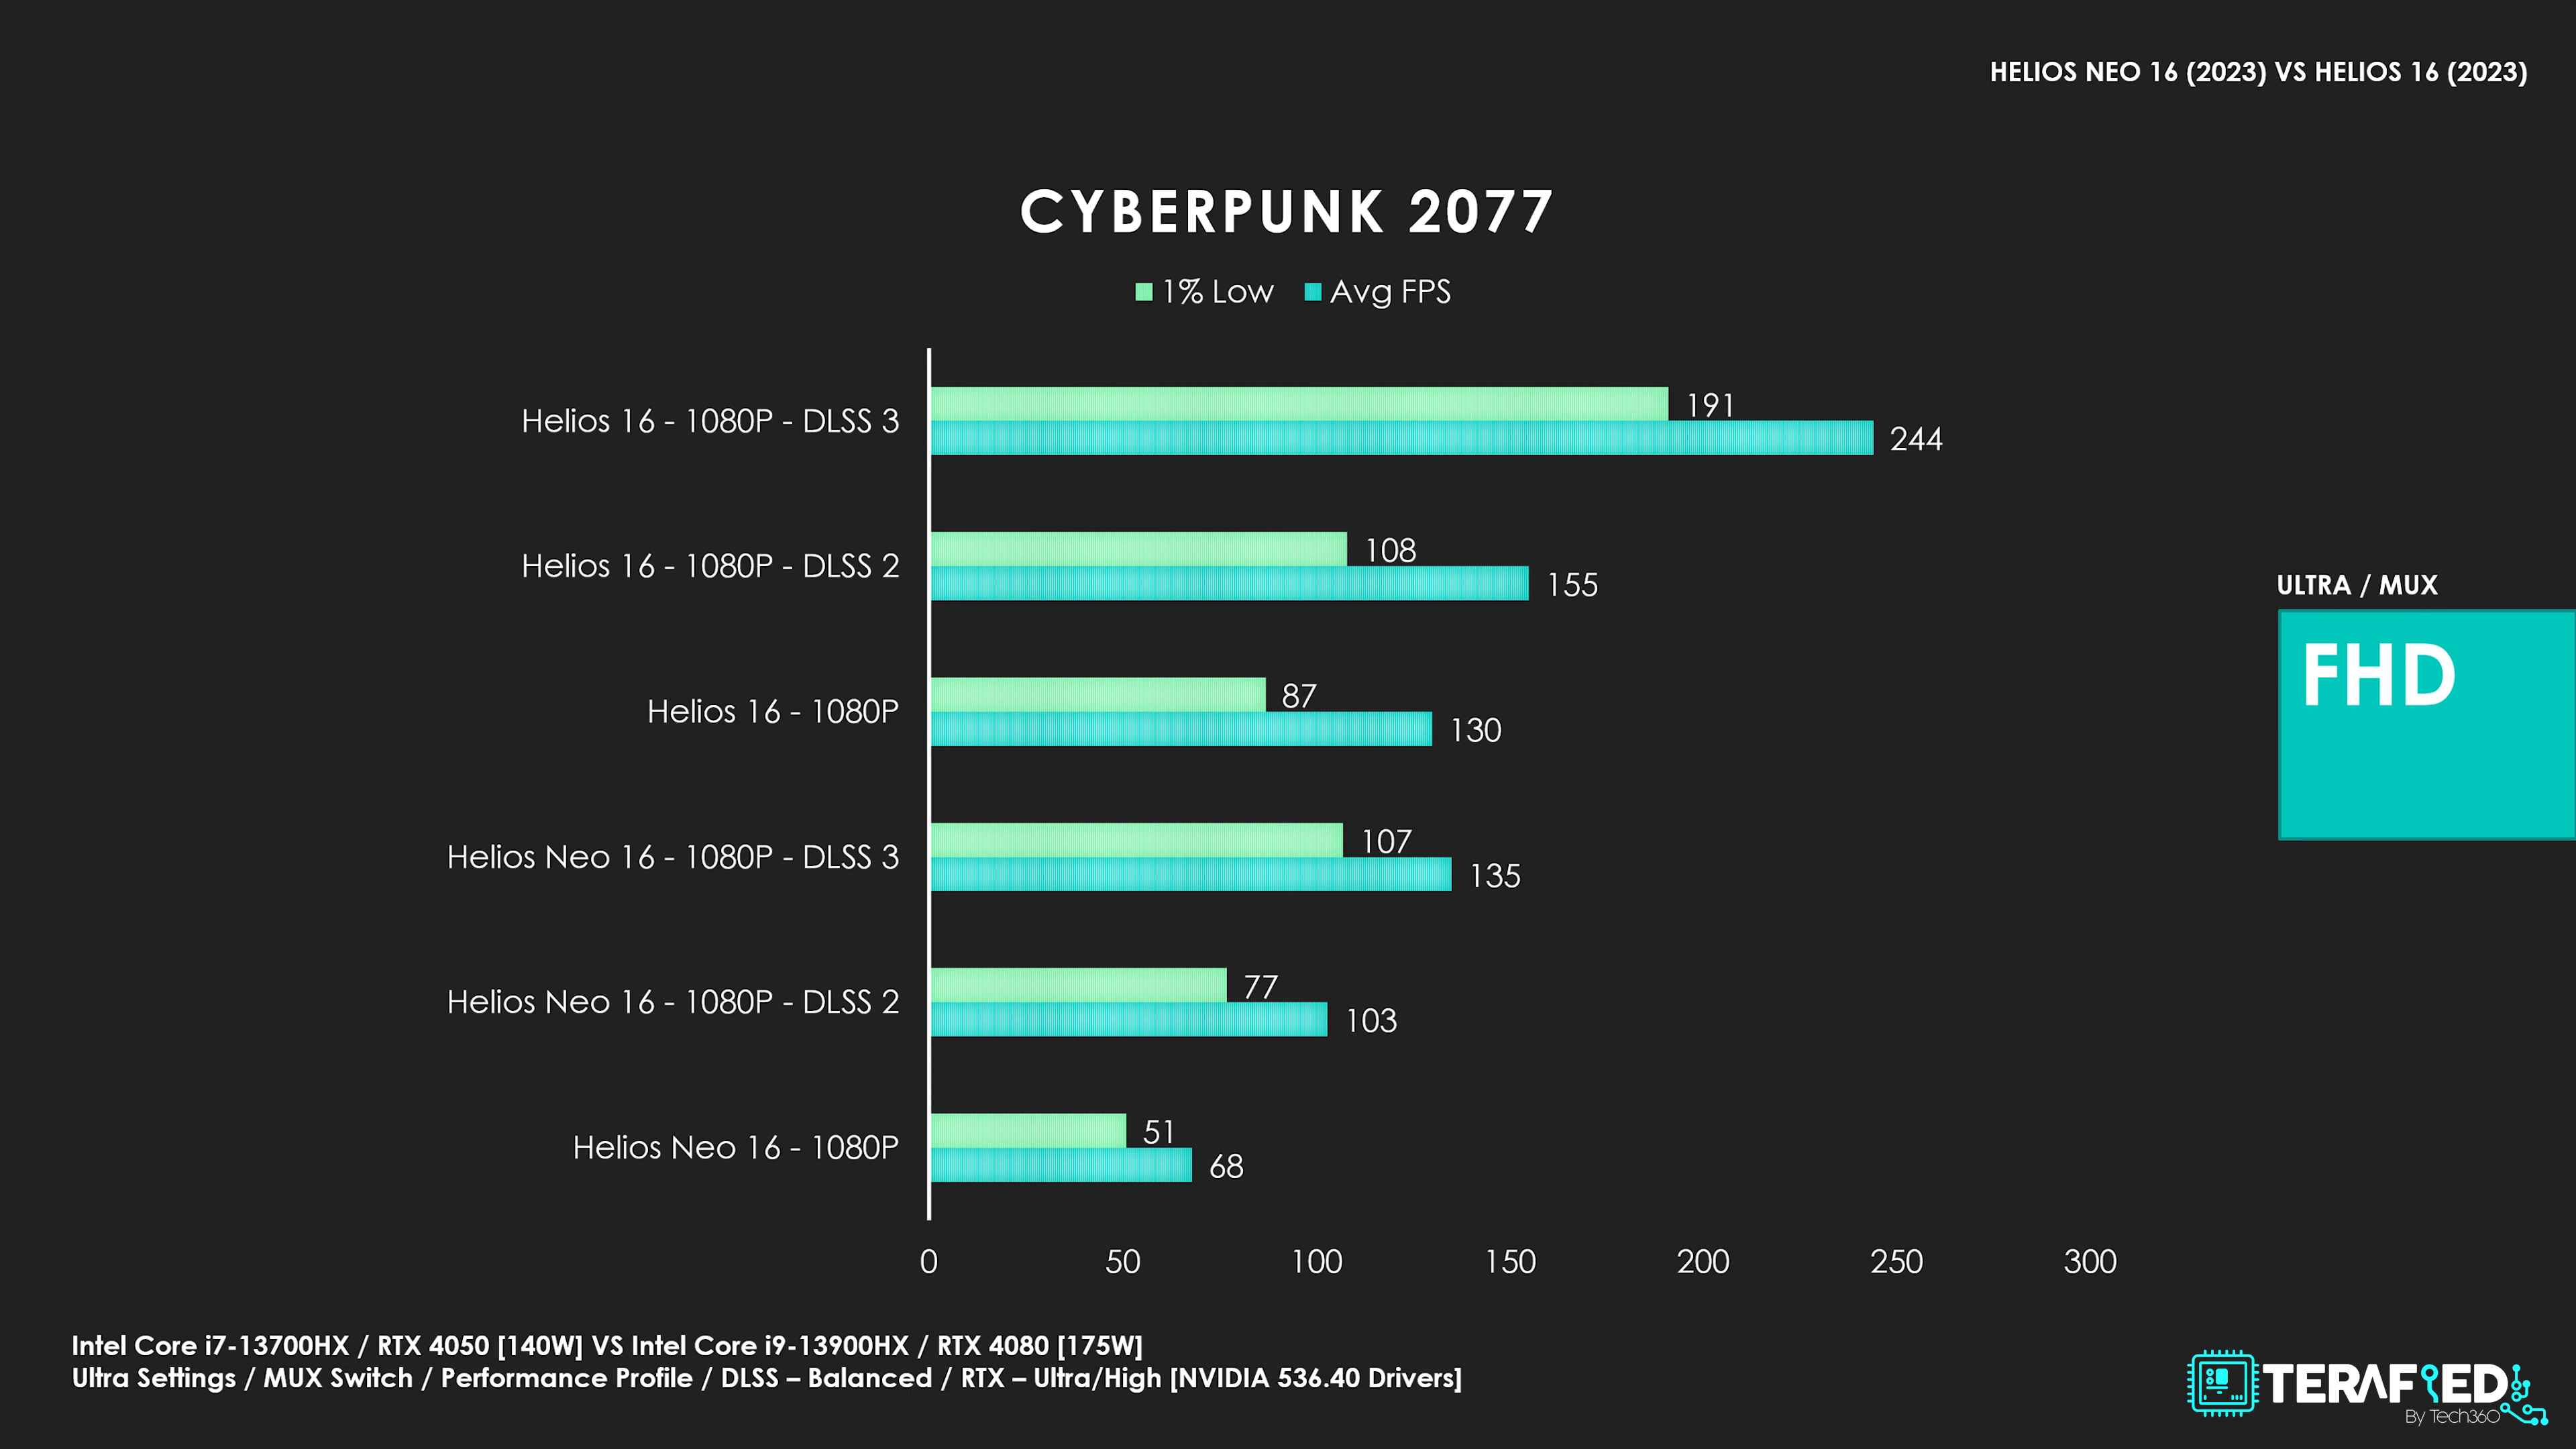 HELIOS NEO 16 (2023) VS HELIOS 16 (2023)
CYBERPUNK 2077
1% Low Avg FPS
Helios 16 - 1080P - DLSS 3
191
244
Helios 16 - 1080P - DLSS 2
108
155
Helios 16 - 1080P
87
130
Helios Neo 16 - 1080P - DLSS 3
107
135
Helios Neo 16 - 1080P - DLSS 2
77
103
Helios Neo 16 - 1080P
51
68
0 50 100 150 200 250 300
ULTRA / MUX
FHD
Intel Core i7-13700HX / RTX 4050 [140W] VS Intel Core i9-13900HX / RTX 4080 [175W]
Ultra Settings / MUX Switch / Performance Profile / DLSS – Balanced / RTX – Ultra/High [NVIDIA 536.40 Drivers]
TERAFIED
By Tech360